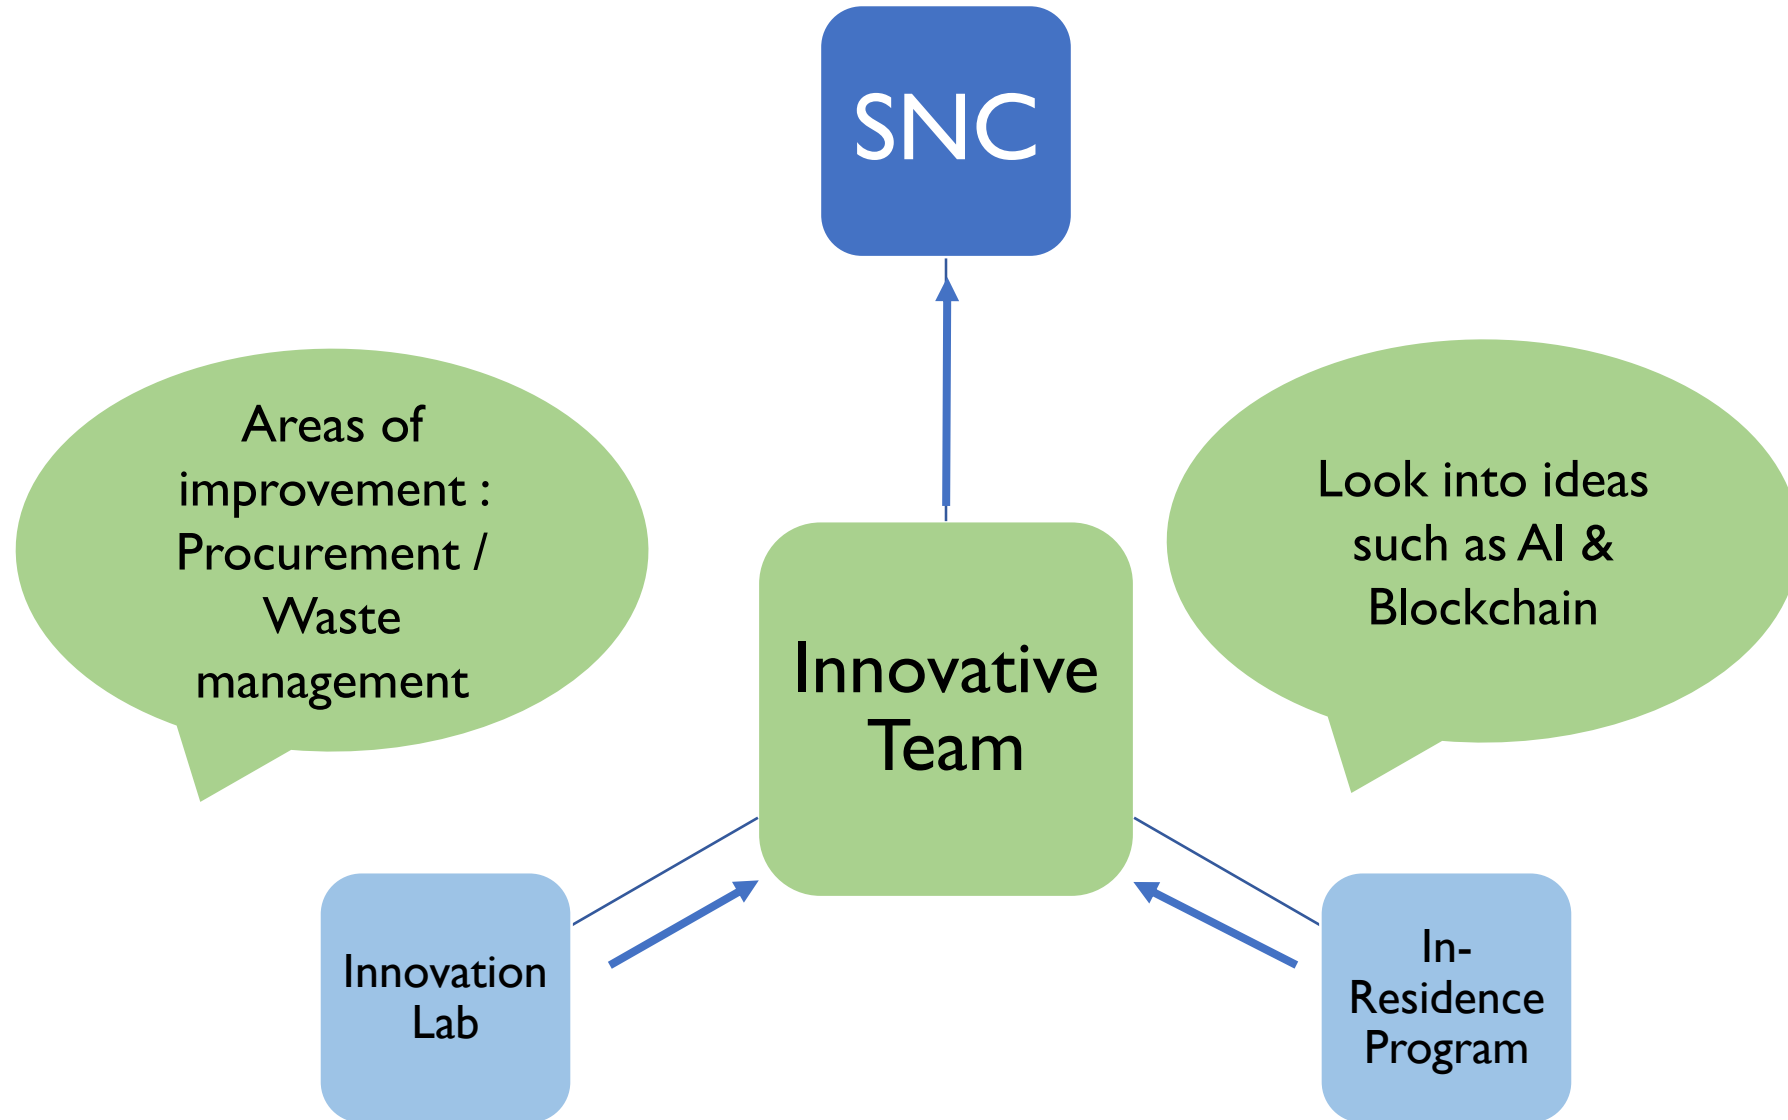 SNC
Areas of
improvement :
Procurement /
Waste
management
Look into ideas
such as AI &
Blockchain
Innovative
Team
Innovation
Lab
In-
Residence
Program